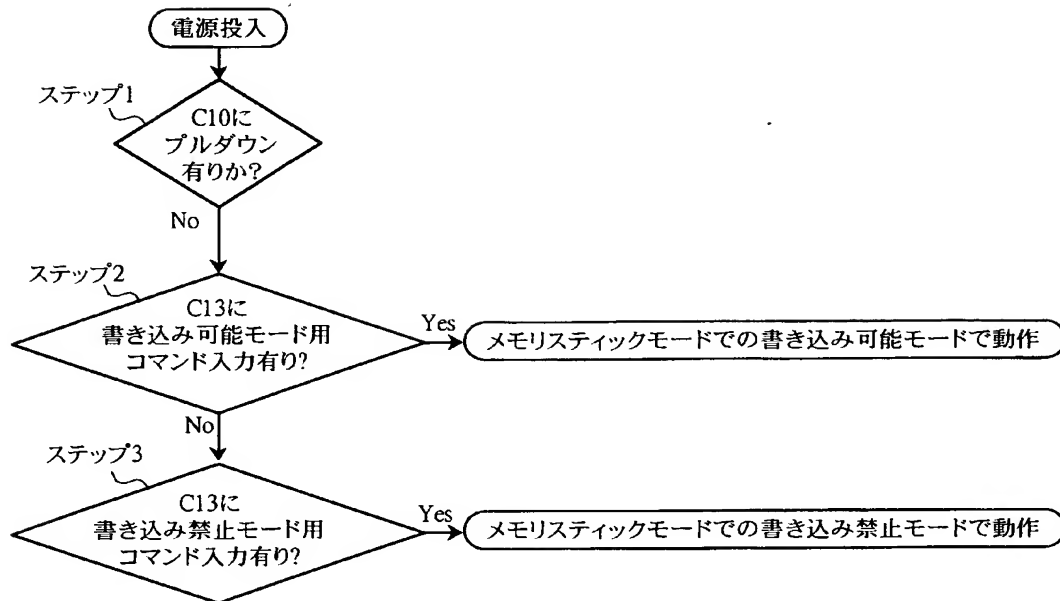 電源投入
ステップ1
C10に
プルダウン
有りか?
No
ステップ2
C13に
書き込み可能モード用
コマンド入力有り?
Yes
メモリスティックモードでの書き込み可能モードで動作
No
ステップ3
C13に
書き込み禁止モード用
コマンド入力有り?
Yes
メモリスティックモードでの書き込み禁止モードで動作